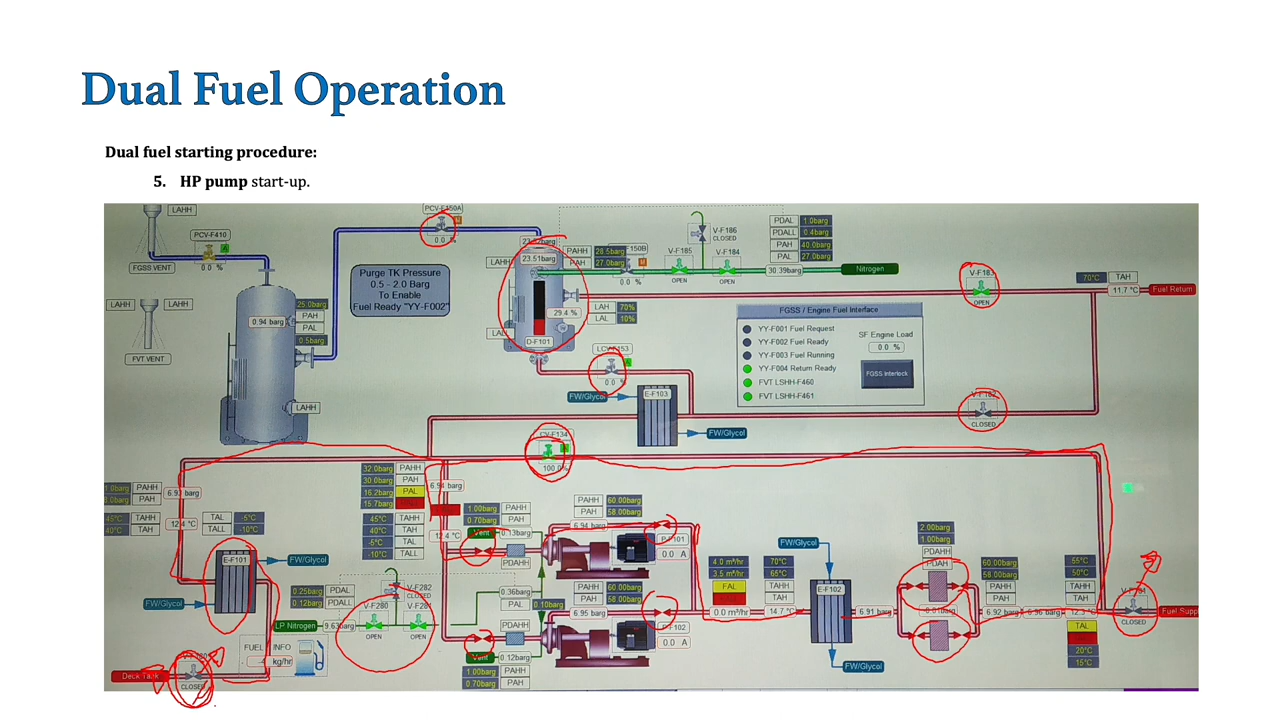 Dual Fuel Operation
Dual fuel starting procedure:
5. HP pump start-up.
LAHH
PCV-F410
A
0.0 %
FGSS VENT
LAHH
LAHH
FVT VENT
0.94 barg
25.0barg
PAH
PAL
0.5barg
LAHH
PCV-F150A
M
0.0 %
Purge TK Pressure
0.5 - 2.0 Barg
To Enable
Fuel Ready "YY-F002"
23.51barg
LAHH
29.4 %
D-F101
PAHH
28.5barg
PAH
27.0barg
M
0.0 %
V-F185
OPEN
V-F186
CLOSED
V-F184
OPEN
PDAL
1.0barg
PDALL
0.4barg
PAH
40.0barg
PAL
27.0barg
30.39barg
Nitrogen
LAH
70%
LAL
10%
V-F183
OPEN
70°C
TAH
11.7 °C
Fuel Return
FGSS / Engine Fuel Interface
YY-F001 Fuel Request
YY-F002 Fuel Ready
YY-F003 Fuel Running
YY-F004 Return Ready
FVT LSHH-F460
FVT LSHH-F461
SF Engine Load
0.0 %
FGSS Interlock
A
0.0 %
FW/Glycol
E-F103
FW/Glycol
CLOSED
A
100.0%
PAHH
6.93 barg
PAH
TAHH
TAH
TAL
-5°C
TALL
-10°C
E-F101
FW/Glycol
FW/Glycol
Deck Tank
CLOSED
32.0barg
PAHH
30.0barg
PAH
16.2barg
PAL
15.7barg
45°C
TAHH
40°C
TAH
-5°C
TAL
-10°C
TALL
0.25barg
PDAL
0.12barg
PDALL
LP Nitrogen
V-F280
OPEN
V-F282
CLOSED
V-F281
OPEN
FUEL INFO
kg/hr
1.00barg
PAHH
0.70barg
PAH
Vent
0.13barg
PDAHH
0.36barg
PAL
0.10barg
PDAHH
Vent
0.12barg
1.00barg
PAHH
0.70barg
PAH
PAHH
60.00barg
PAH
58.00barg
6.94 barg
P-F101
0.0 A
PAHH
60.00barg
PAH
58.00barg
6.95 barg
P-F102
0.0 A
4.0 m³/hr
3.5 m³/hr
FAL
0.0 m³/hr
70°C
65°C
TAHH
TAH
14.7 °C
FW/Glycol
E-F102
FW/Glycol
6.91 barg
2.00barg
1.00barg
PDAHH
PDAH
60.00barg
58.00barg
PAHH
PAH
6.92 barg
6.96 barg
55°C
50°C
TAHH
TAH
12.3 °C
TAL
20°C
15°C
CLOSED